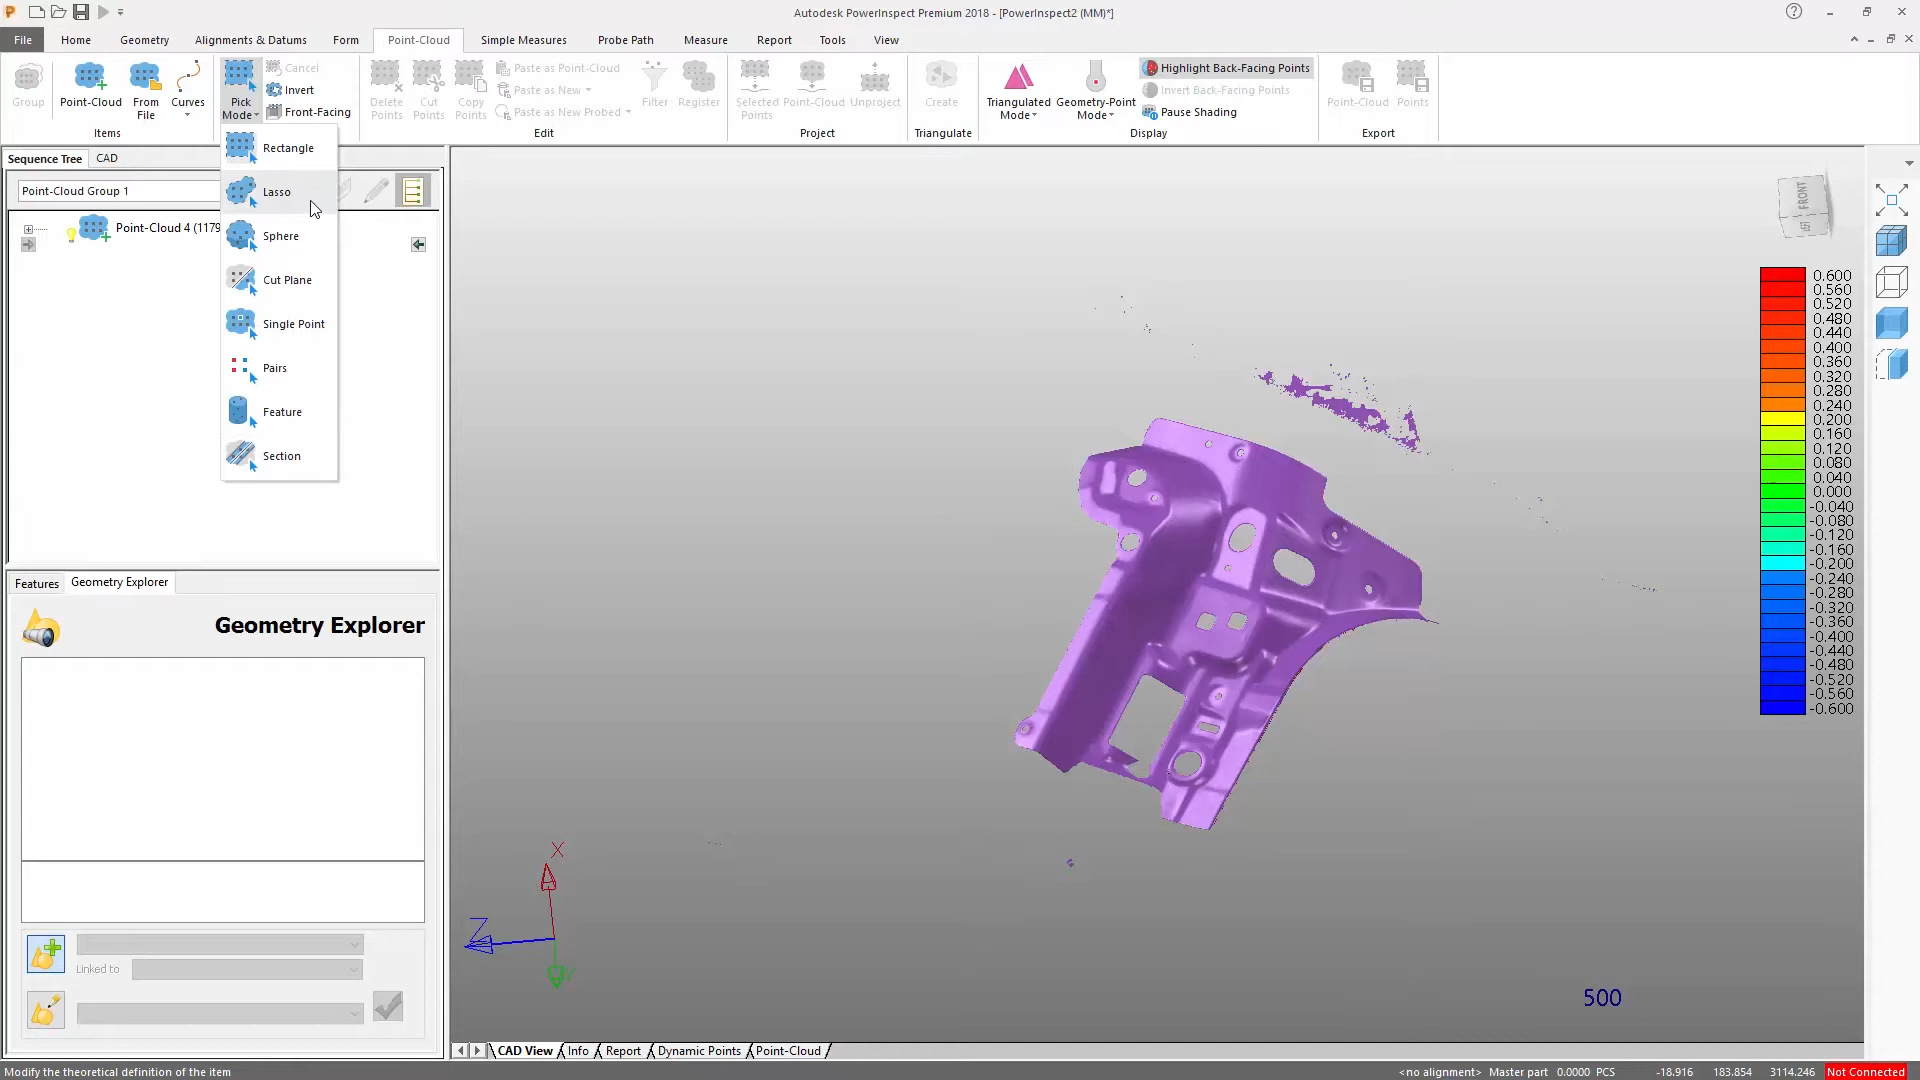 Autodesk PowerInspect Premium 2018 - [PowerInspect2 (MM)*]
File Home Geometry Alignments & Datums Form Point-Cloud Simple Measures Probe Path Measure Report Tools View
Group
Point-Cloud
From File
Curves
Items
Pick Mode
Cancel
Invert
Front-Facing
Delete Points
Cut Points
Copy Points
Paste as Point-Cloud
Paste as New
Paste as New Probed
Filter
Register
Edit
Selected Points
Point-Cloud
Unproject
Project
Create
Triangulate
Triangulated Mode
Geometry-Point Mode
Highlight Back-Facing Points
Invert Back-Facing Points
Pause Shading
Display
Point-Cloud
Points
Export
Rectangle
Lasso
Sphere
Cut Plane
Single Point
Pairs
Feature
Section
Sequence Tree CAD
Point-Cloud Group 1
Point-Cloud 4 (1179
Features Geometry Explorer
Geometry Explorer
Linked to
FRONT
LEFT
0.600
0.560
0.520
0.480
0.440
0.400
0.360
0.320
0.280
0.240
0.200
0.160
0.120
0.080
0.040
0.000
-0.040
-0.080
-0.120
-0.160
-0.200
-0.240
-0.280
-0.320
-0.360
-0.400
-0.440
-0.480
-0.520
-0.560
-0.600
X
Z
Y
500
CAD View Info Report Dynamic Points Point-Cloud
Modify the theoretical definition of the item
<no alignment> Master part 0.0000 PCS -18.916 183.854 3114.246 Not Connected